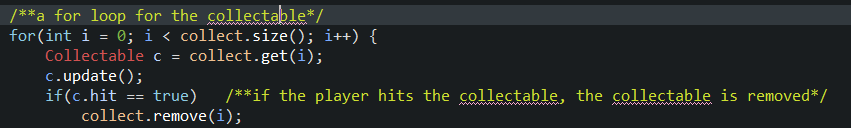 /**a for loop for the collectable*/
for(int i = 0; i < collect.size(); i++) {
Collectable c = collect.get(i);
c.update();
if(c.hit == true)   /**if the player hits the collectable, the collectable is removed*/
collect.remove(i);